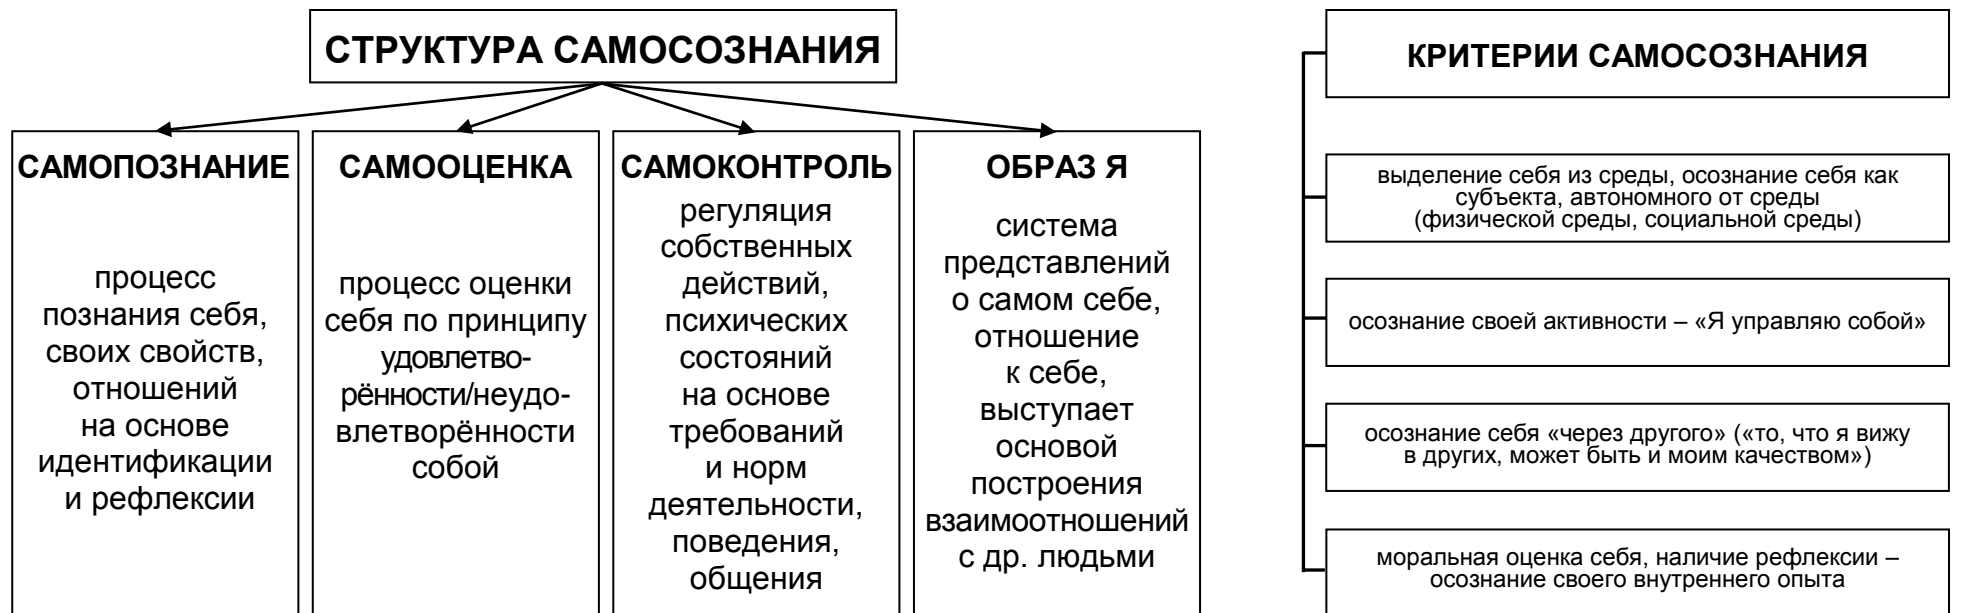 СТРУКТУРА САМОСОЗНАНИЯ
САМОПОЗНАНИЕ
процесс
познания себя,
своих свойств,
отношений
на основе
идентификации
и рефлексии
САМООЦЕНКА
процесс оценки
себя по принципу
удовлетво-
рённости/неудо-
влетворённости
собой
САМОКОНТРОЛЬ
регуляция
собственных
действий,
психических
состояний
на основе
требований
и норм
деятельности,
поведения,
общения
ОБРАЗ Я
система
представлений
о самом себе,
отношение
к себе,
выступает
основой
построения
взаимоотношений
с др. людьми
КРИТЕРИИ САМОСОЗНАНИЯ
выделение себя из среды, осознание себя как
субъекта, автономного от среды
(физической среды, социальной среды)
осознание своей активности – «Я управляю собой»
осознание себя «через другого» («то, что я вижу
в других, может быть и моим качеством»)
моральная оценка себя, наличие рефлексии –
осознание своего внутреннего опыта